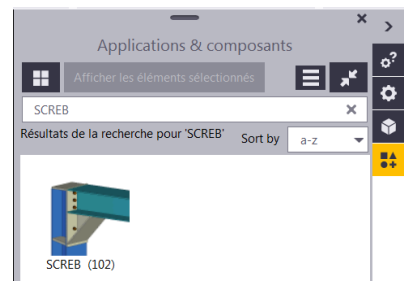 Applications & composants
Afficher les éléments sélectionnés
SCREB
Résultats de la recherche pour 'SCREB'
Sort by
a-z
SCREB (102)